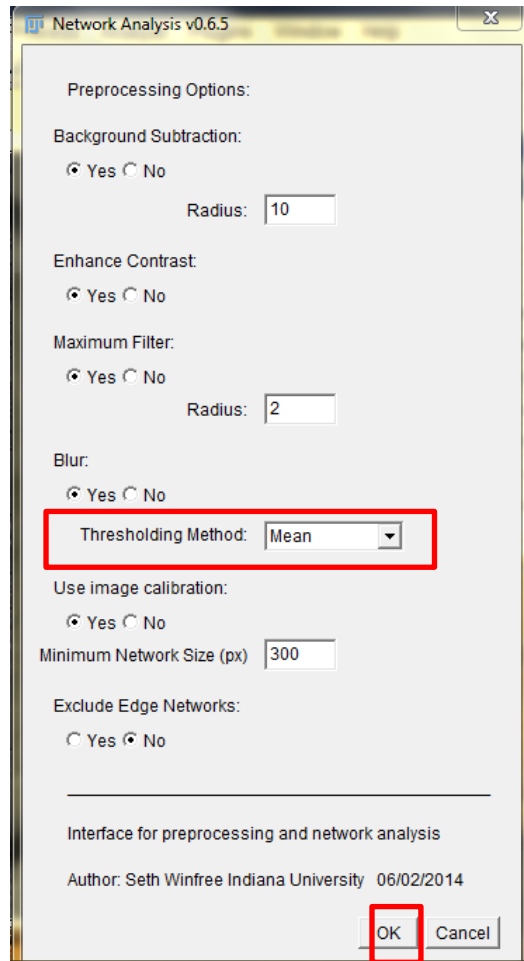 Network Analysis v0.6.5
Preprocessing Options:
Background Subtraction:
Yes No
Radius: 10
Enhance Contrast:
Yes No
Maximum Filter:
Yes No
Radius: 2
Blur:
Yes No
Thresholding Method: Mean
Use image calibration:
Yes No
Minimum Network Size (px) 300
Exclude Edge Networks:
Yes No
Interface for preprocessing and network analysis
Author: Seth Winfree Indiana University 06/02/2014
OK Cancel